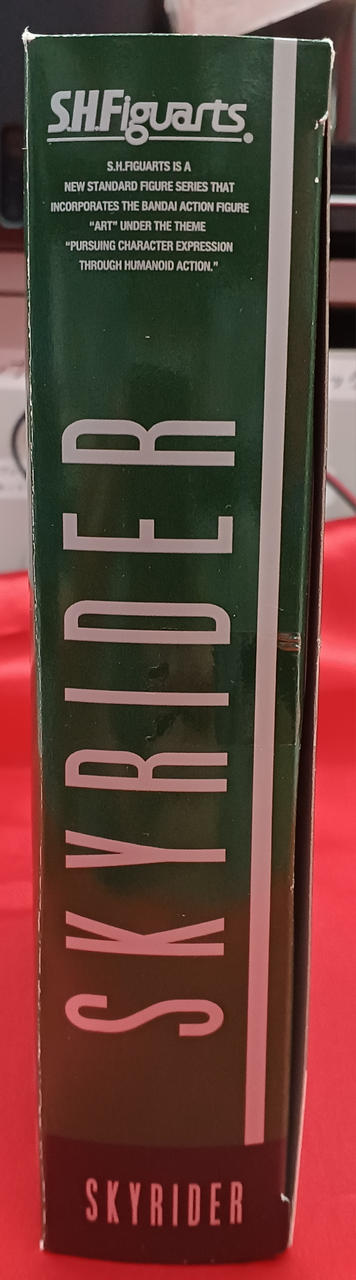 S.H.Figuarts.
S.H.FIGUARTS IS A
NEW STANDARD FIGURE SERIES THAT
INCORPORATES THE BANDAI ACTION FIGURE
“ART” UNDER THE THEME
“PURSUING CHARACTER EXPRESSION
THROUGH HUMANOID ACTION.”
SKYRIDER
SKYRIDER